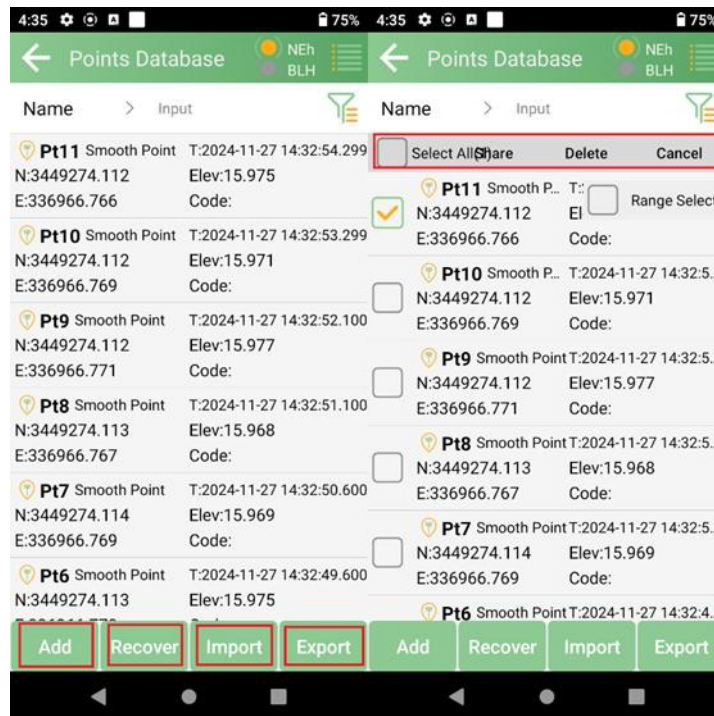 4:35 A 75%
Points Database
NEh
BLH
Name > Input
Pt11 Smooth Point T:2024-11-27 14:32:54.299
N:3449274.112 Elev:15.975
E:336966.766 Code:
Pt10 Smooth Point T:2024-11-27 14:32:53.299
N:3449274.112 Elev:15.971
E:336966.769 Code:
Pt9 Smooth Point T:2024-11-27 14:32:52.100
N:3449274.112 Elev:15.977
E:336966.771 Code:
Pt8 Smooth Point T:2024-11-27 14:32:51.100
N:3449274.113 Elev:15.968
E:336966.767 Code:
Pt7 Smooth Point T:2024-11-27 14:32:50.600
N:3449274.114 Elev:15.969
E:336966.769 Code:
Pt6 Smooth Point T:2024-11-27 14:32:49.600
N:3449274.113 Elev:15.975
Add Recover Import Export
4:35 A 75%
Points Database
NEh
BLH
Name > Input
Select All Share Delete Cancel
Range Select
Pt11 Smooth P... T:
N:3449274.112 El
E:336966.766 Code:
Pt10 Smooth P... T:2024-11-27 14:32:5..
N:3449274.112 Elev:15.971
E:336966.769 Code:
Pt9 Smooth Point T:2024-11-27 14:32:5..
N:3449274.112 Elev:15.977
E:336966.771 Code:
Pt8 Smooth Point T:2024-11-27 14:32:5..
N:3449274.113 Elev:15.968
E:336966.767 Code:
Pt7 Smooth Point T:2024-11-27 14:32:5..
N:3449274.114 Elev:15.969
E:336966.769 Code:
Pt6 Smooth Point T:2024-11-27 14:32:4..
Add Recover Import Export